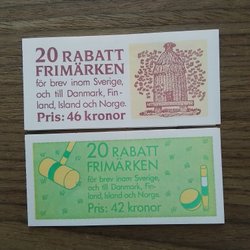 20 RABATT
FRIMÄRKEN
för brev inom Sverige,
och till Danmark, Fin-
land, Island och Norge.
Pris: 46 kronor
20 RABATT
FRIMÄRKEN
för brev inom Sverige,
och till Danmark, Fin-
land, Island och Norge.
Pris: 42 kronor